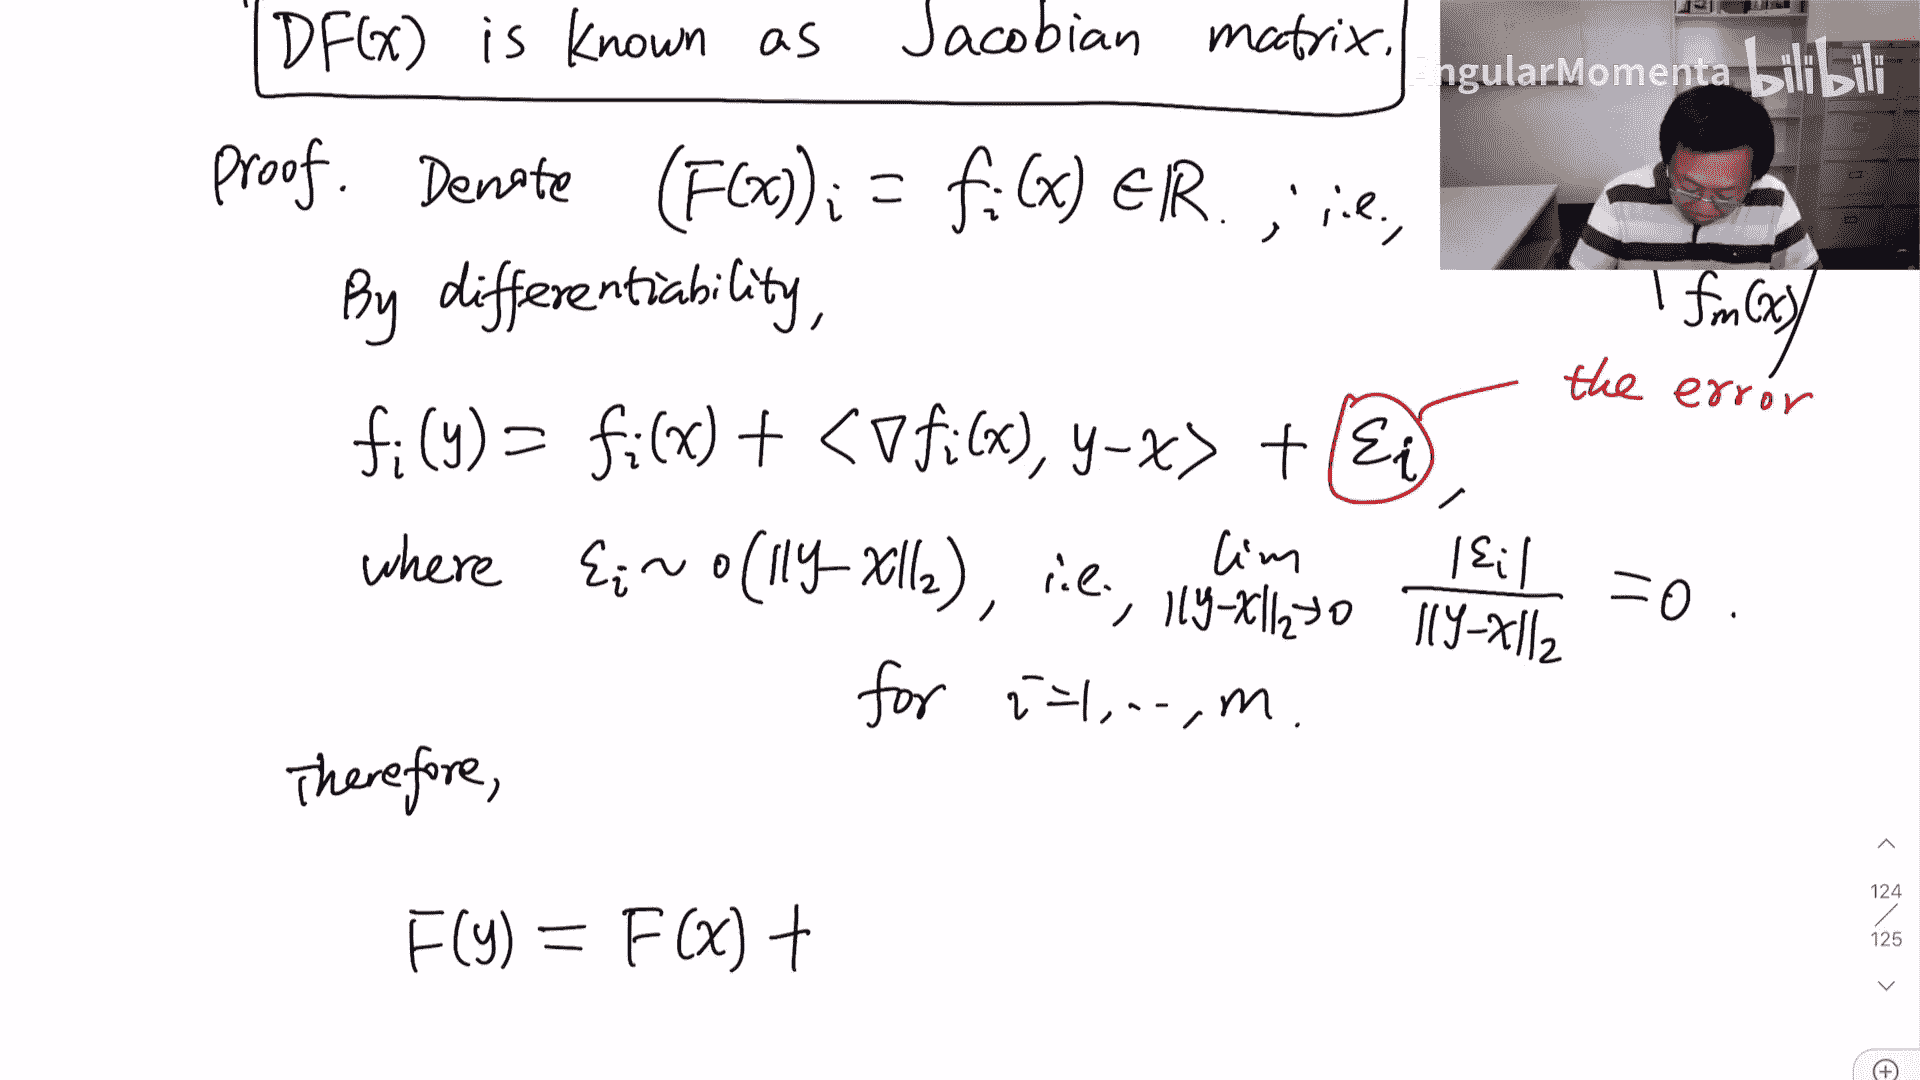 DF(x) is known as Jacobian matrix.
ngularMomenta bilibili
Proof. Denote (F(x))i = fi(x) ∈ ℝ. , i.e.,
fm(x)
By differentiability,
the error
fi(y) = fi(x) + <∇fi(x), y-x> + εi,
where εi ~ o(||y-x||2), i.e., lim ||y-x||2→0 |εi| / ||y-x||2 = 0 .
for i=1, ..., m.
Therefore,
F(y) = F(x) +
124
/
125